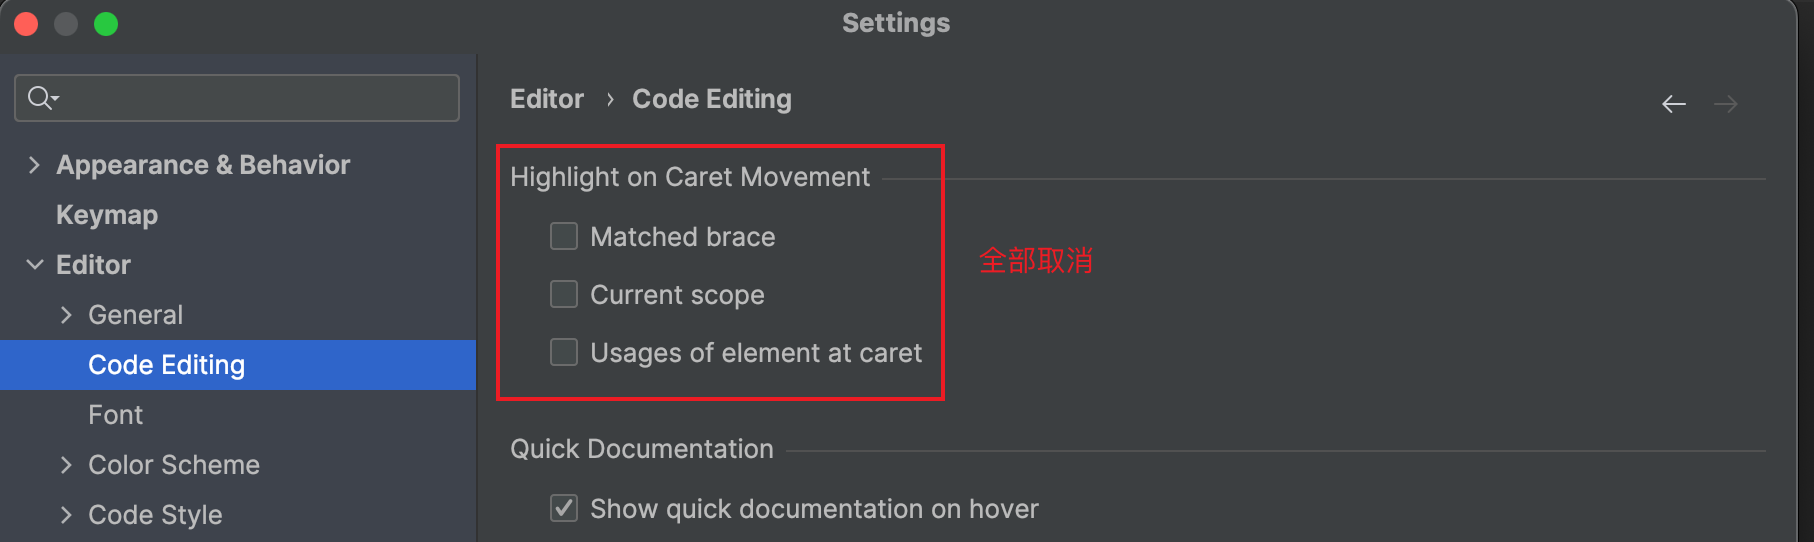 Settings
Appearance & Behavior
Keymap
Editor
General
Code Editing
Font
Color Scheme
Code Style
Editor › Code Editing
Highlight on Caret Movement
Matched brace
Current scope
Usages of element at caret
全部取消
Quick Documentation
Show quick documentation on hover